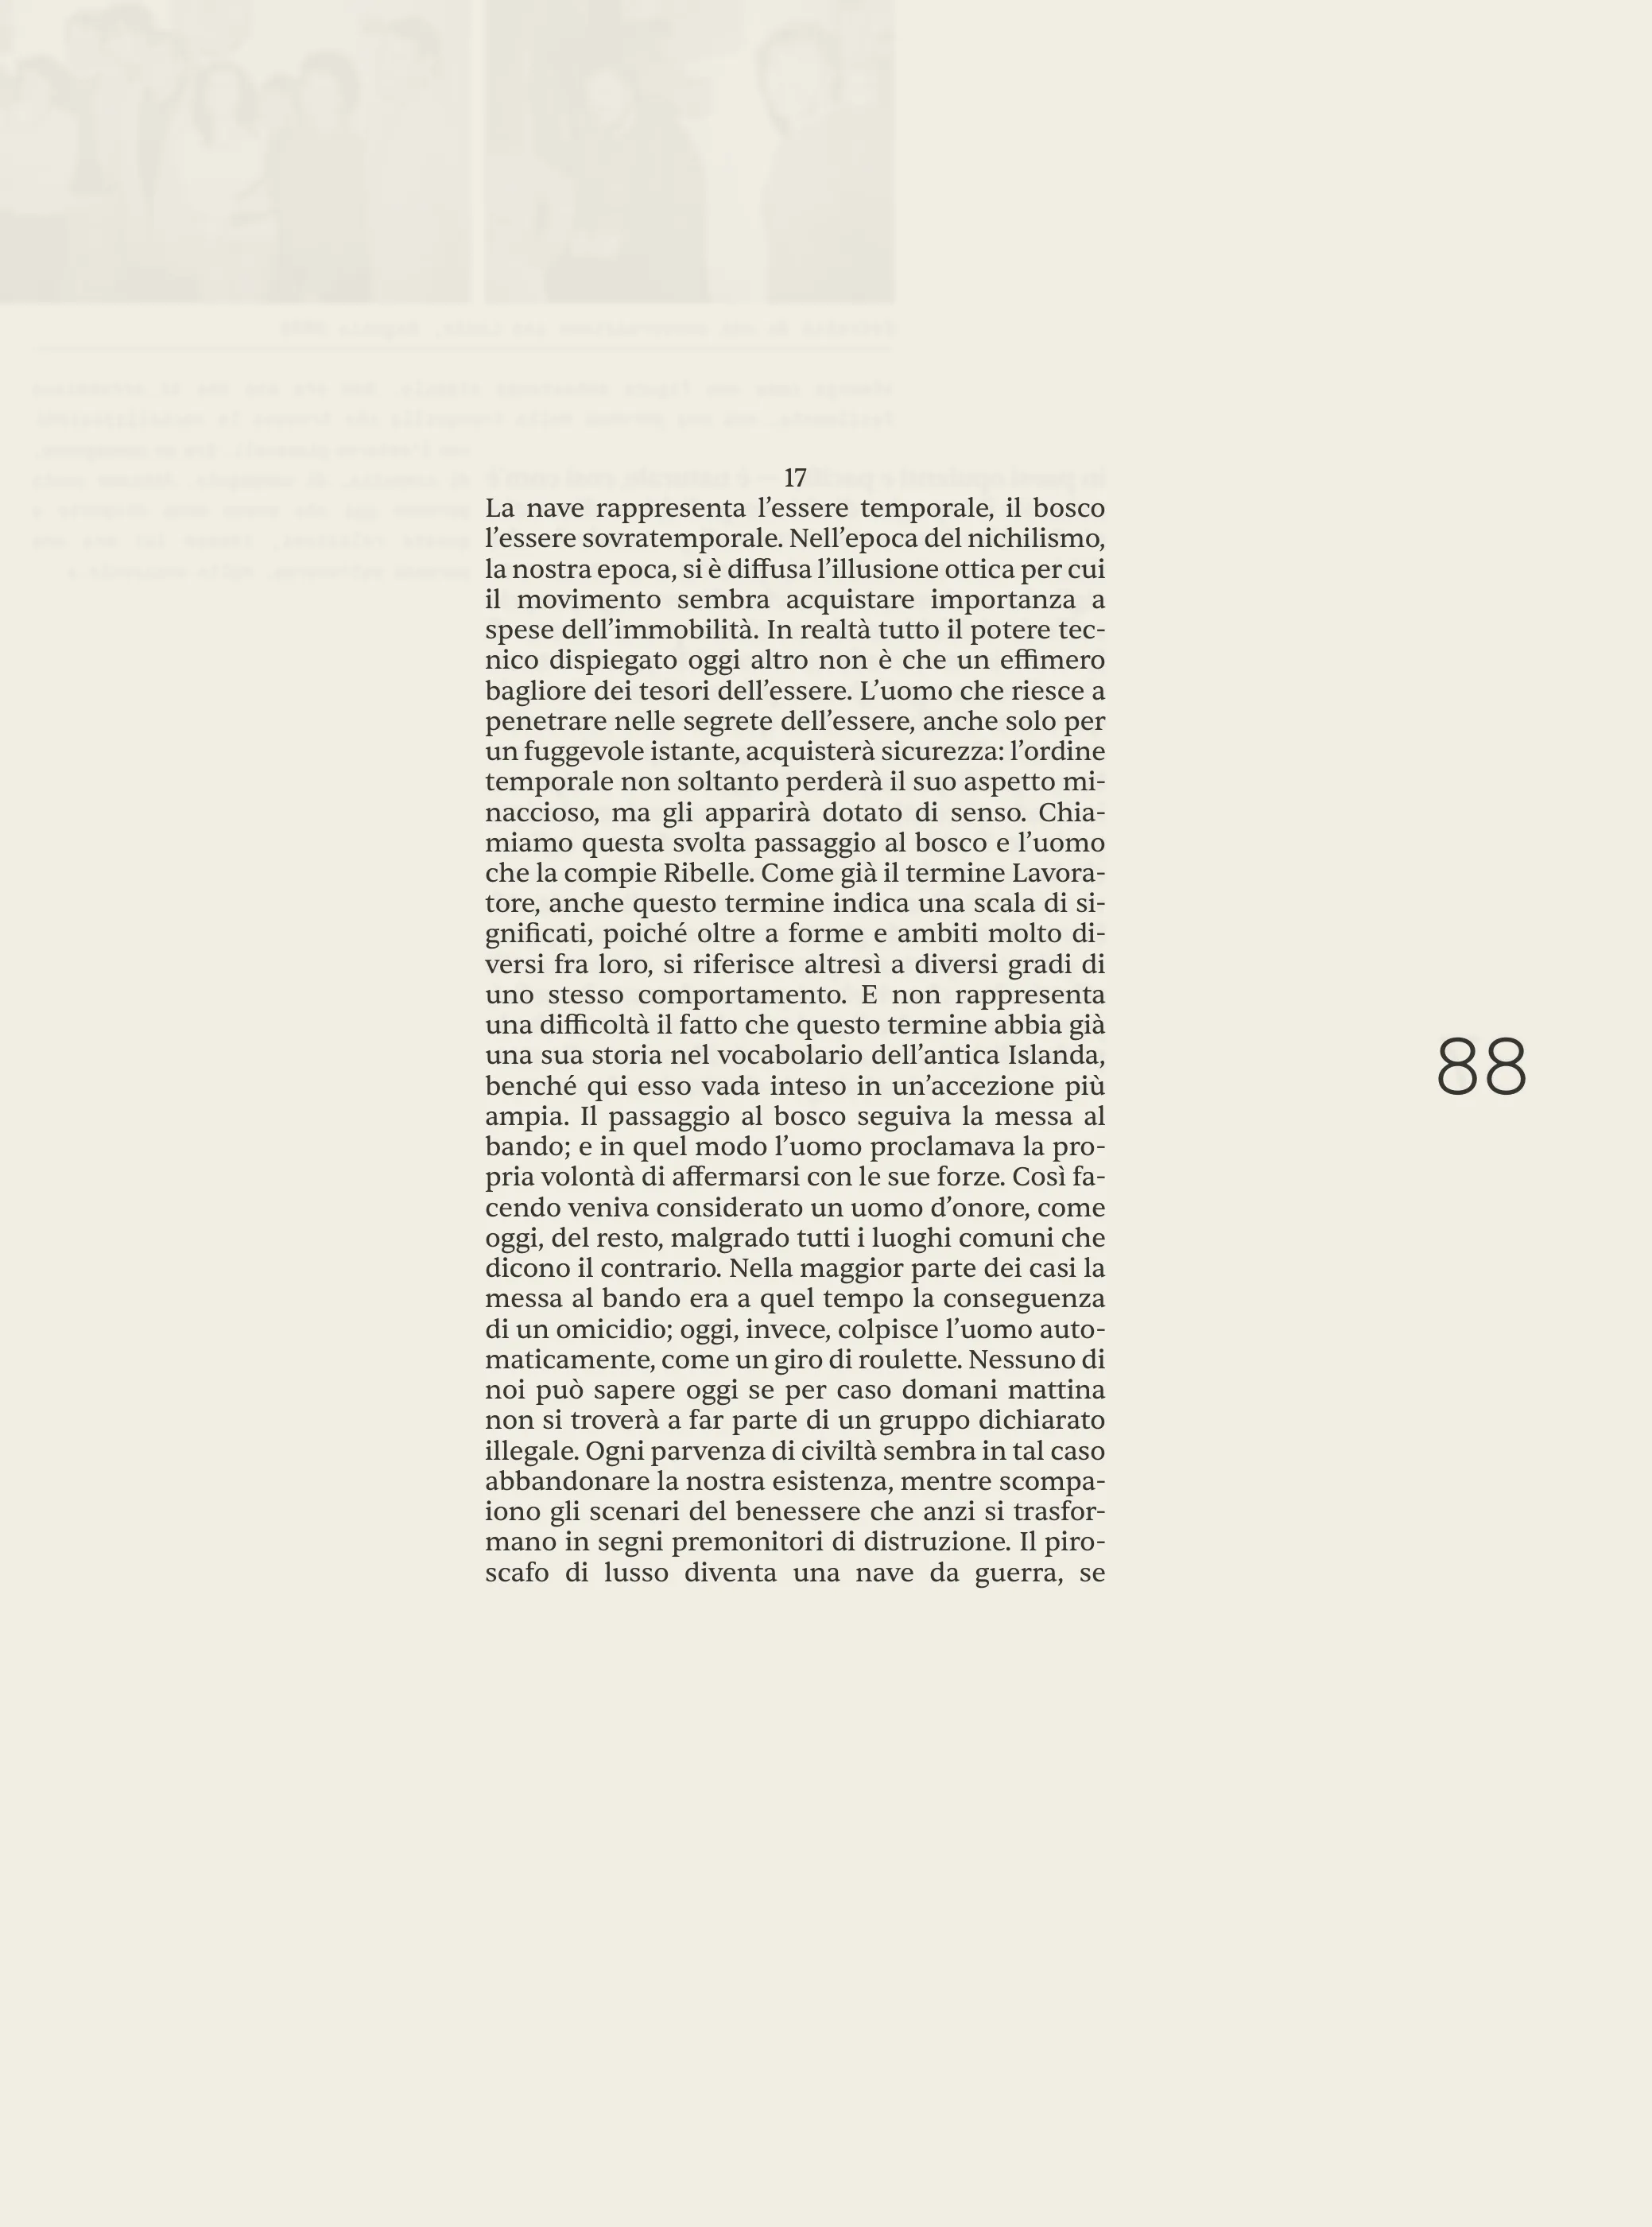 17
La nave rappresenta l’essere temporale, il bosco
l’essere sovratemporale. Nell’epoca del nichilismo,
la nostra epoca, si è diffusa l’illusione ottica per cui
il movimento sembra acquistare importanza a
spese dell’immobilità. In realtà tutto il potere tec-
nico dispiegato oggi altro non è che un effimero
bagliore dei tesori dell’essere. L’uomo che riesce a
penetrare nelle segrete dell’essere, anche solo per
un fuggevole istante, acquisterà sicurezza: l’ordine
temporale non soltanto perderà il suo aspetto mi-
naccioso, ma gli apparirà dotato di senso. Chia-
miamo questa svolta passaggio al bosco e l’uomo
che la compie Ribelle. Come già il termine Lavora-
tore, anche questo termine indica una scala di si-
gnificati, poiché oltre a forme e ambiti molto di-
versi fra loro, si riferisce altresì a diversi gradi di
uno stesso comportamento. E non rappresenta
una difficoltà il fatto che questo termine abbia già
una sua storia nel vocabolario dell’antica Islanda,
benché qui esso vada inteso in un’accezione più
ampia. Il passaggio al bosco seguiva la messa al
bando; e in quel modo l’uomo proclamava la pro-
pria volontà di affermarsi con le sue forze. Così fa-
cendo veniva considerato un uomo d’onore, come
oggi, del resto, malgrado tutti i luoghi comuni che
dicono il contrario. Nella maggior parte dei casi la
messa al bando era a quel tempo la conseguenza
di un omicidio; oggi, invece, colpisce l’uomo auto-
maticamente, come un giro di roulette. Nessuno di
noi può sapere oggi se per caso domani mattina
non si troverà a far parte di un gruppo dichiarato
illegale. Ogni parvenza di civiltà sembra in tal caso
abbandonare la nostra esistenza, mentre scompa-
iono gli scenari del benessere che anzi si trasfor-
mano in segni premonitori di distruzione. Il piro-
scafo di lusso diventa una nave da guerra, se
88